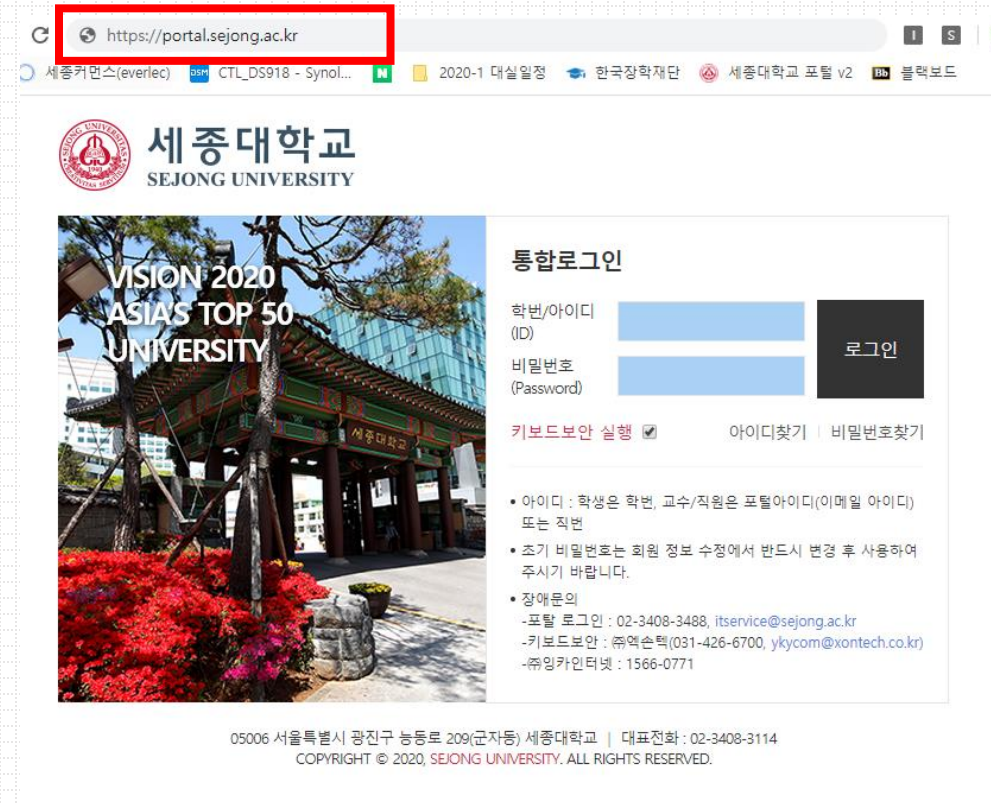 https://portal.sejong.ac.kr
I S
세종커먼스(everlec) DSM CTL_DS918 - Synol... N 2020-1 대실일정 한국장학재단 세종대학교 포털 v2 Bb 블랙보드
세종대학교
SEJONG UNIVERSITY
VISION 2020
ASIA'S TOP 50
UNIVERSITY
세종대학교
통합로그인
학번/아이디
(ID)
비밀번호
(Password)
로그인
키보드보안 실행 아이디찾기 | 비밀번호찾기
• 아이디 : 학생은 학번, 교수/직원은 포털아이디(이메일 아이디)
또는 직번
• 초기 비밀번호는 회원 정보 수정에서 반드시 변경 후 사용하여
주시기 바랍니다.
• 장애문의
-포탈 로그인 : 02-3408-3488, itservice@sejong.ac.kr
-키보드보안 : ㈜엑손텍(031-426-6700, ykycom@xontech.co.kr)
-㈜잉카인터넷 : 1566-0771
05006 서울특별시 광진구 능동로 209(군자동) 세종대학교 | 대표전화 : 02-3408-3114
COPYRIGHT © 2020, SEJONG UNIVERSITY. ALL RIGHTS RESERVED.